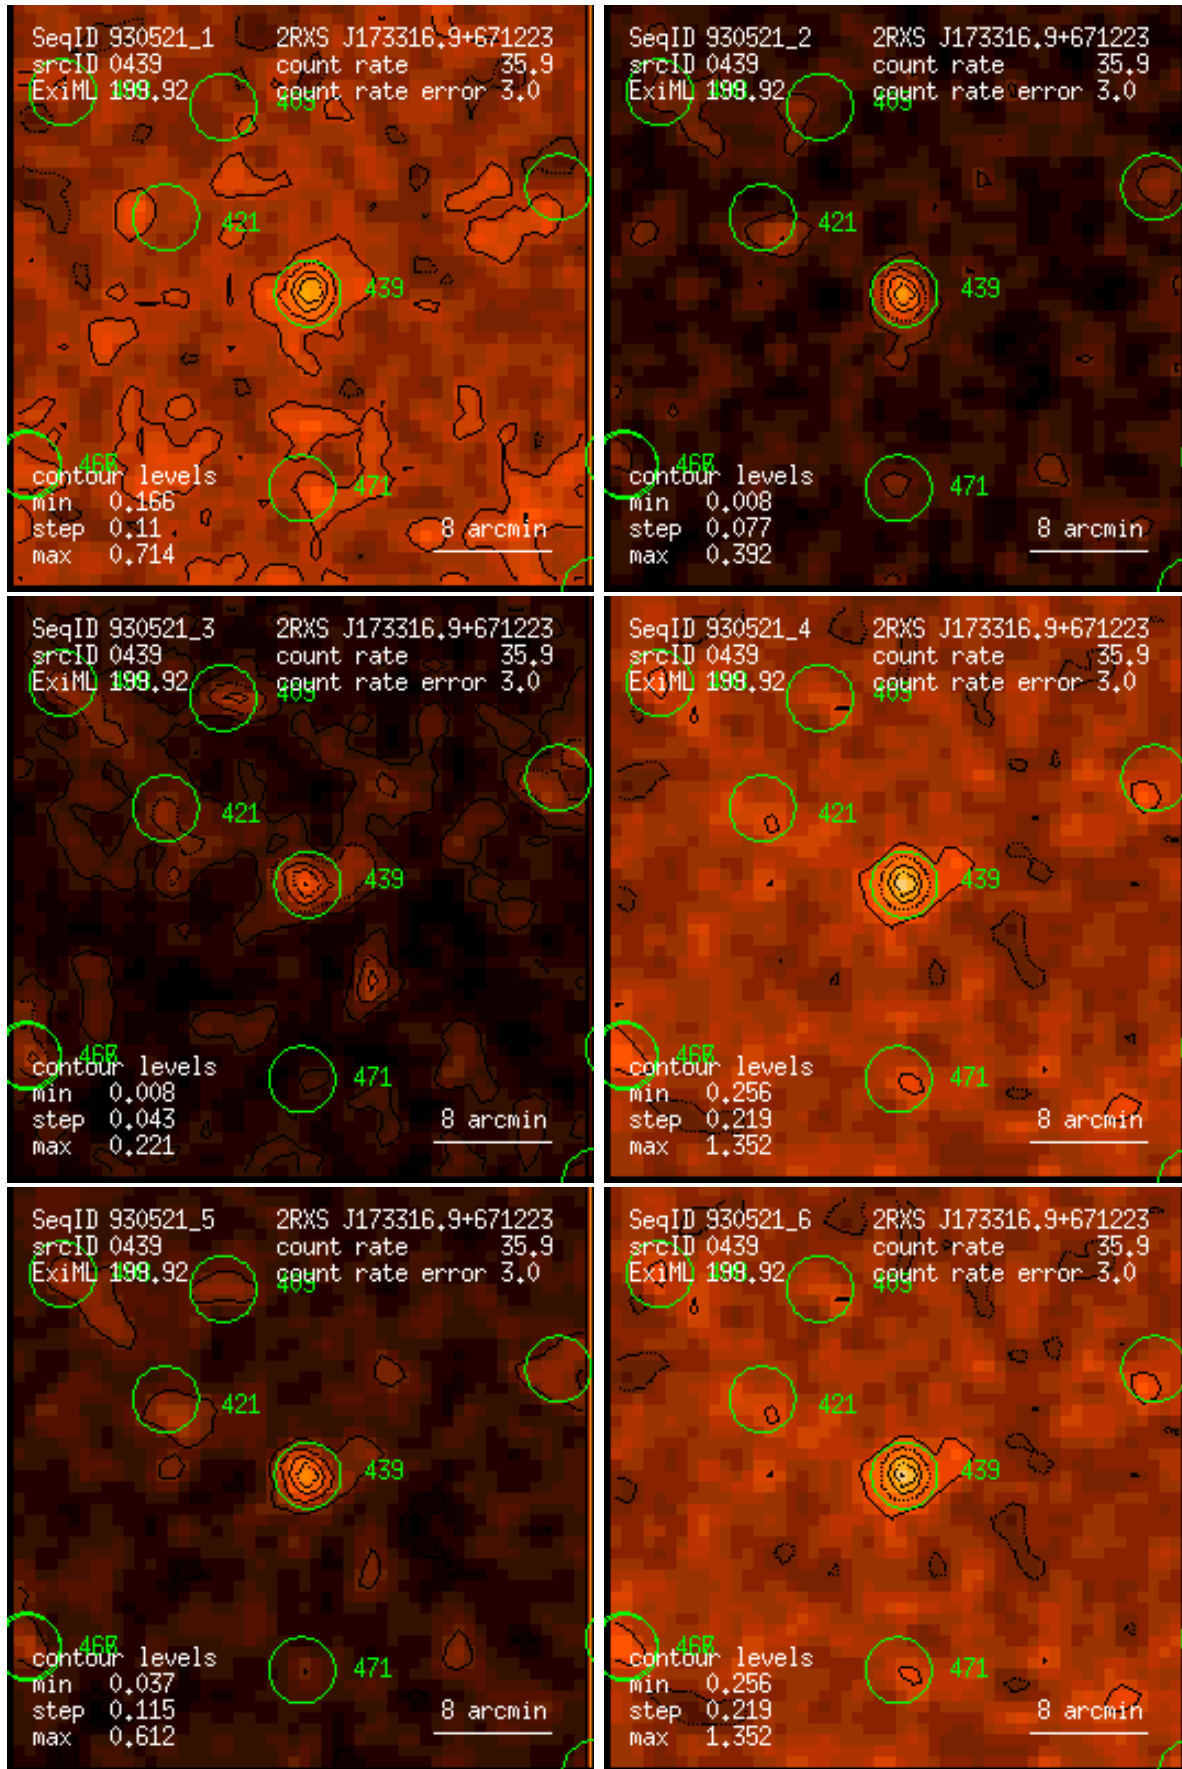 SeqID 930521_1 2RXS J173316.9+671223
srcID 0439 count rate 35.9
ExiML 198.92 count rate error 3.0
409
421
439
contour levels
min 0.166 471
step 0.11 8 arcmin
max 0.714
SeqID 930521_2 2RXS J173316.9+671223
srcID 0439 count rate 35.9
ExiML 198.92 count rate error 3.0
409
421
439
contour levels
min 0.008 471
step 0.077 8 arcmin
max 0.392
SeqID 930521_3 2RXS J173316.9+671223
srcID 0439 count rate 35.9
ExiML 198.92 count rate error 3.0
409
421
439
contour levels
min 0.008 471
step 0.043 8 arcmin
max 0.221
SeqID 930521_4 2RXS J173316.9+671223
srcID 0439 count rate 35.9
ExiML 198.92 count rate error 3.0
409
421
439
contour levels
min 0.256 471
step 0.219 8 arcmin
max 1.352
SeqID 930521_5 2RXS J173316.9+671223
srcID 0439 count rate 35.9
ExiML 198.92 count rate error 3.0
409
421
439
contour levels
min 0.037 471
step 0.115 8 arcmin
max 0.612
SeqID 930521_6 2RXS J173316.9+671223
srcID 0439 count rate 35.9
ExiML 198.92 count rate error 3.0
409
421
439
contour levels
min 0.256 471
step 0.219 8 arcmin
max 1.352